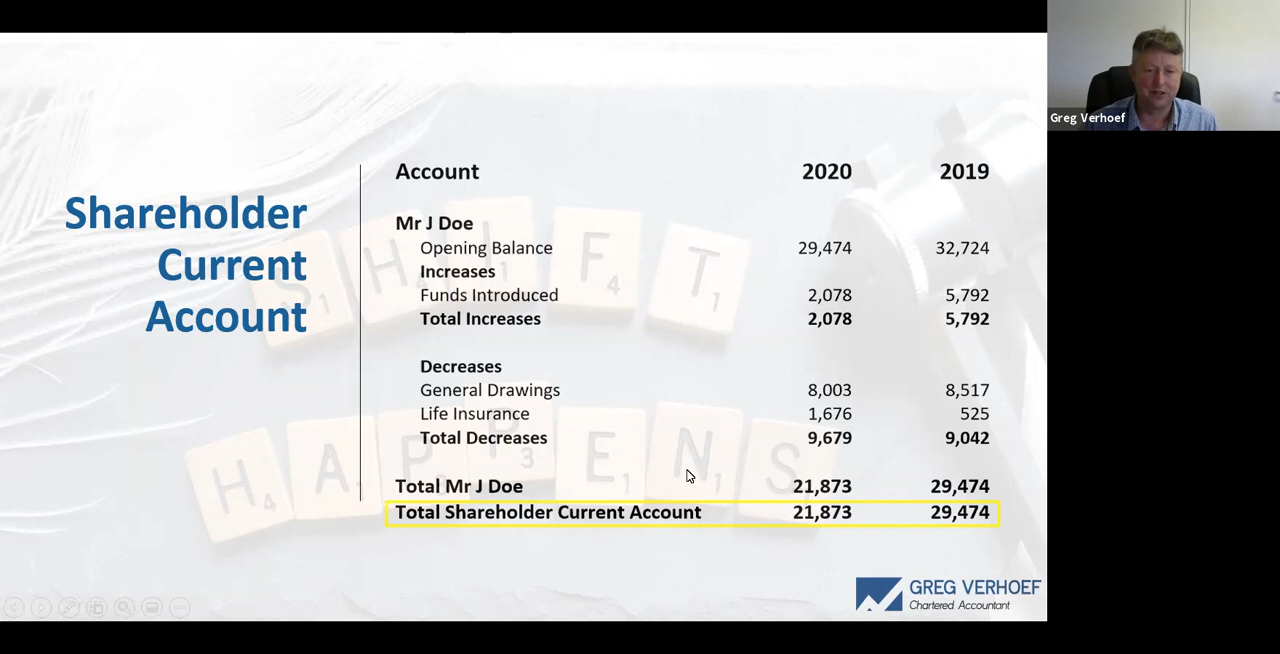 Greg Verhoef
Shareholder
Current
Account
Account 2020 2019
Mr J Doe
Opening Balance 29,474 32,724
Increases
Funds Introduced 2,078 5,792
Total Increases 2,078 5,792
Decreases
General Drawings 8,003 8,517
Life Insurance 1,676 525
Total Decreases 9,679 9,042
Total Mr J Doe 21,873 29,474
Total Shareholder Current Account 21,873 29,474
SHIFT
HAPPENS
GREG VERHOEF
Chartered Accountant